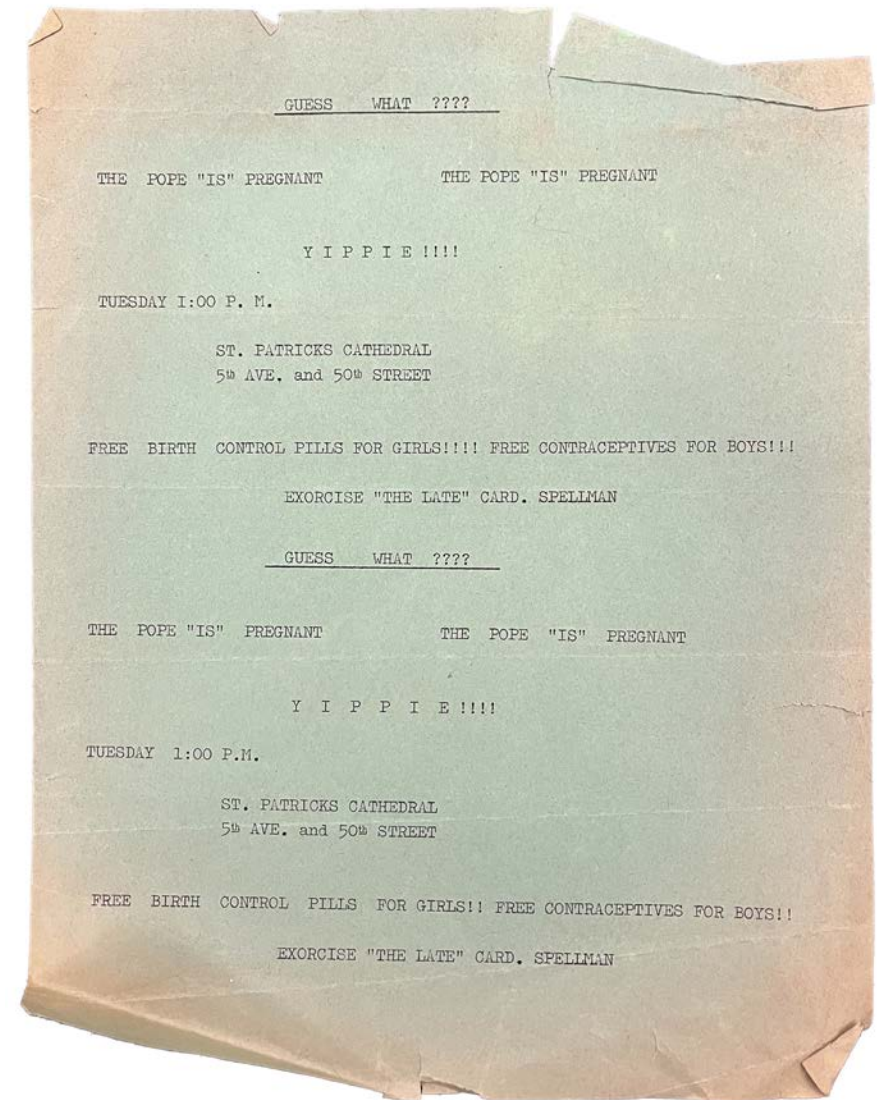 GUESS WHAT ????
THE POPE "IS" PREGNANT THE POPE "IS" PREGNANT
Y I P P I E !!!!
TUESDAY I:00 P. M.
ST. PATRICKS CATHEDRAL
5th AVE. and 50th STREET
FREE BIRTH CONTROL PILLS FOR GIRLS!!!! FREE CONTRACEPTIVES FOR BOYS!!!
EXORCISE "THE LATE" CARD. SPELLMAN
GUESS WHAT ????
THE POPE "IS" PREGNANT THE POPE "IS" PREGNANT
Y I P P I E !!!!
TUESDAY 1:00 P.M.
ST. PATRICKS CATHEDRAL
5th AVE. and 50th STREET
FREE BIRTH CONTROL PILLS FOR GIRLS!! FREE CONTRACEPTIVES FOR BOYS!!
EXORCISE "THE LATE" CARD. SPELLMAN